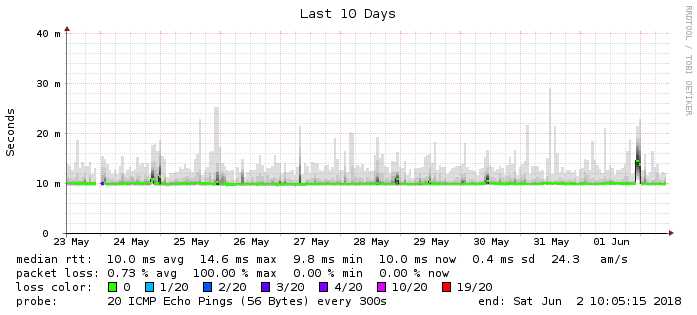 Last 10 Days
RRDTOOL / TOBI OETIKER
Seconds
40 m
30 m
20 m
10 m
0
23 May 24 May 25 May 26 May 27 May 28 May 29 May 30 May 31 May 01 Jun
median rtt: 10.0 ms avg 14.6 ms max 9.8 ms min 10.0 ms now 0.4 ms sd 24.3 am/s
packet loss: 0.73 % avg 100.00 % max 0.00 % min 0.00 % now
loss color: 0 1/20 2/20 3/20 4/20 10/20 19/20
probe: 20 ICMP Echo Pings (56 Bytes) every 300s end: Sat Jun 2 10:05:15 2018